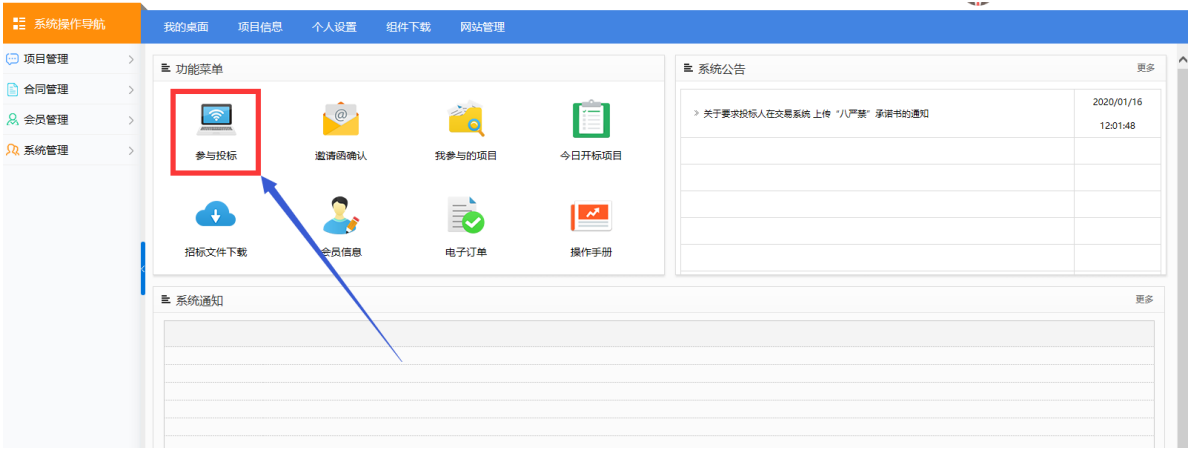 系统操作导航
我的桌面 项目信息 个人设置 组件下载 网站管理
项目管理
合同管理
会员管理
系统管理
功能菜单
参与投标 邀请函确认 我参与的项目 今日开标项目
招标文件下载 会员信息 电子订单 操作手册
系统公告 更多
关于要求投标人在交易系统 上传 “八严禁” 承诺书的通知
2020/01/16
12:01:48
系统通知 更多